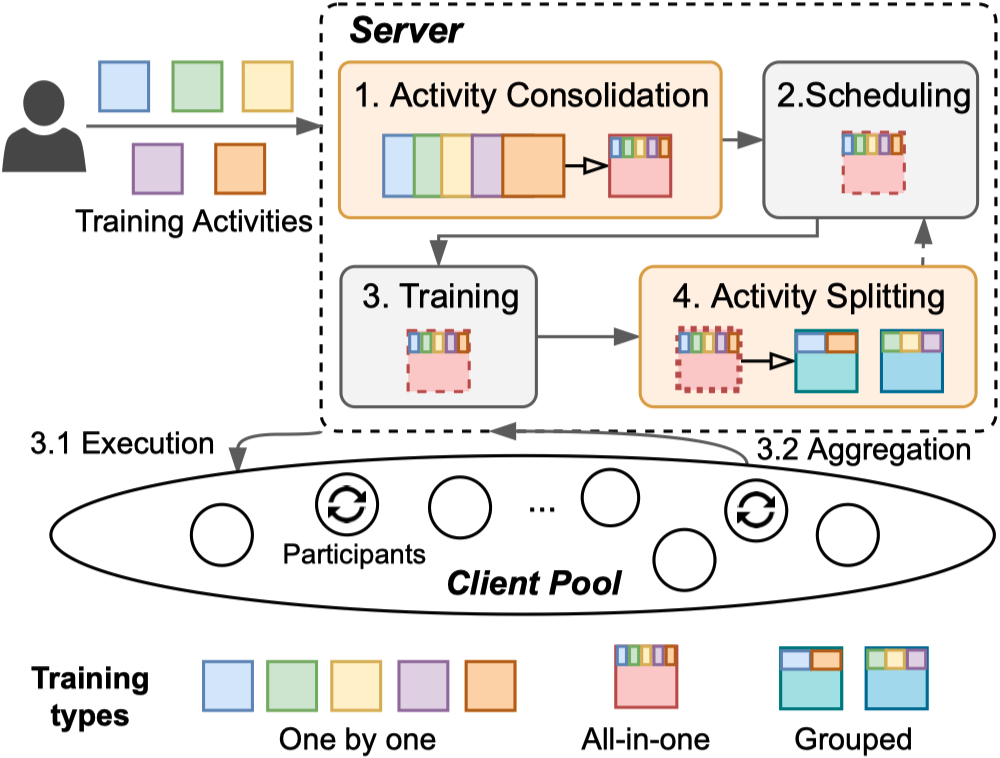 Server
1. Activity Consolidation
2.Scheduling
Training Activities
3. Training
4. Activity Splitting
3.1 Execution
3.2 Aggregation
...
Participants
Client Pool
Training
types
One by one
All-in-one
Grouped